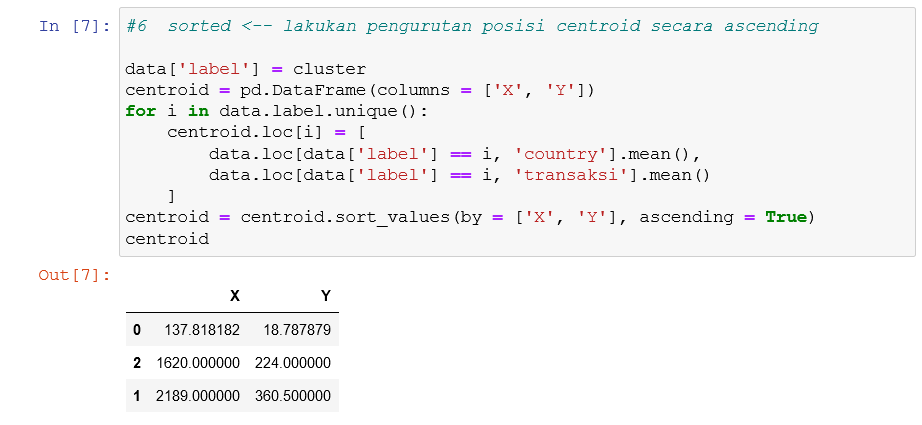 In [7]: #6  sorted <-- lakukan pengurutan posisi centroid secara ascending
data['label'] = cluster
centroid = pd.DataFrame(columns = ['X', 'Y'])
for i in data.label.unique():
    centroid.loc[i] = [
        data.loc[data['label'] == i, 'country'].mean(),
        data.loc[data['label'] == i, 'transaksi'].mean()
    ]
centroid = centroid.sort_values(by = ['X', 'Y'], ascending = True)
centroid
Out[7]:
X Y
0 137.818182 18.787879
2 1620.000000 224.000000
1 2189.000000 360.500000